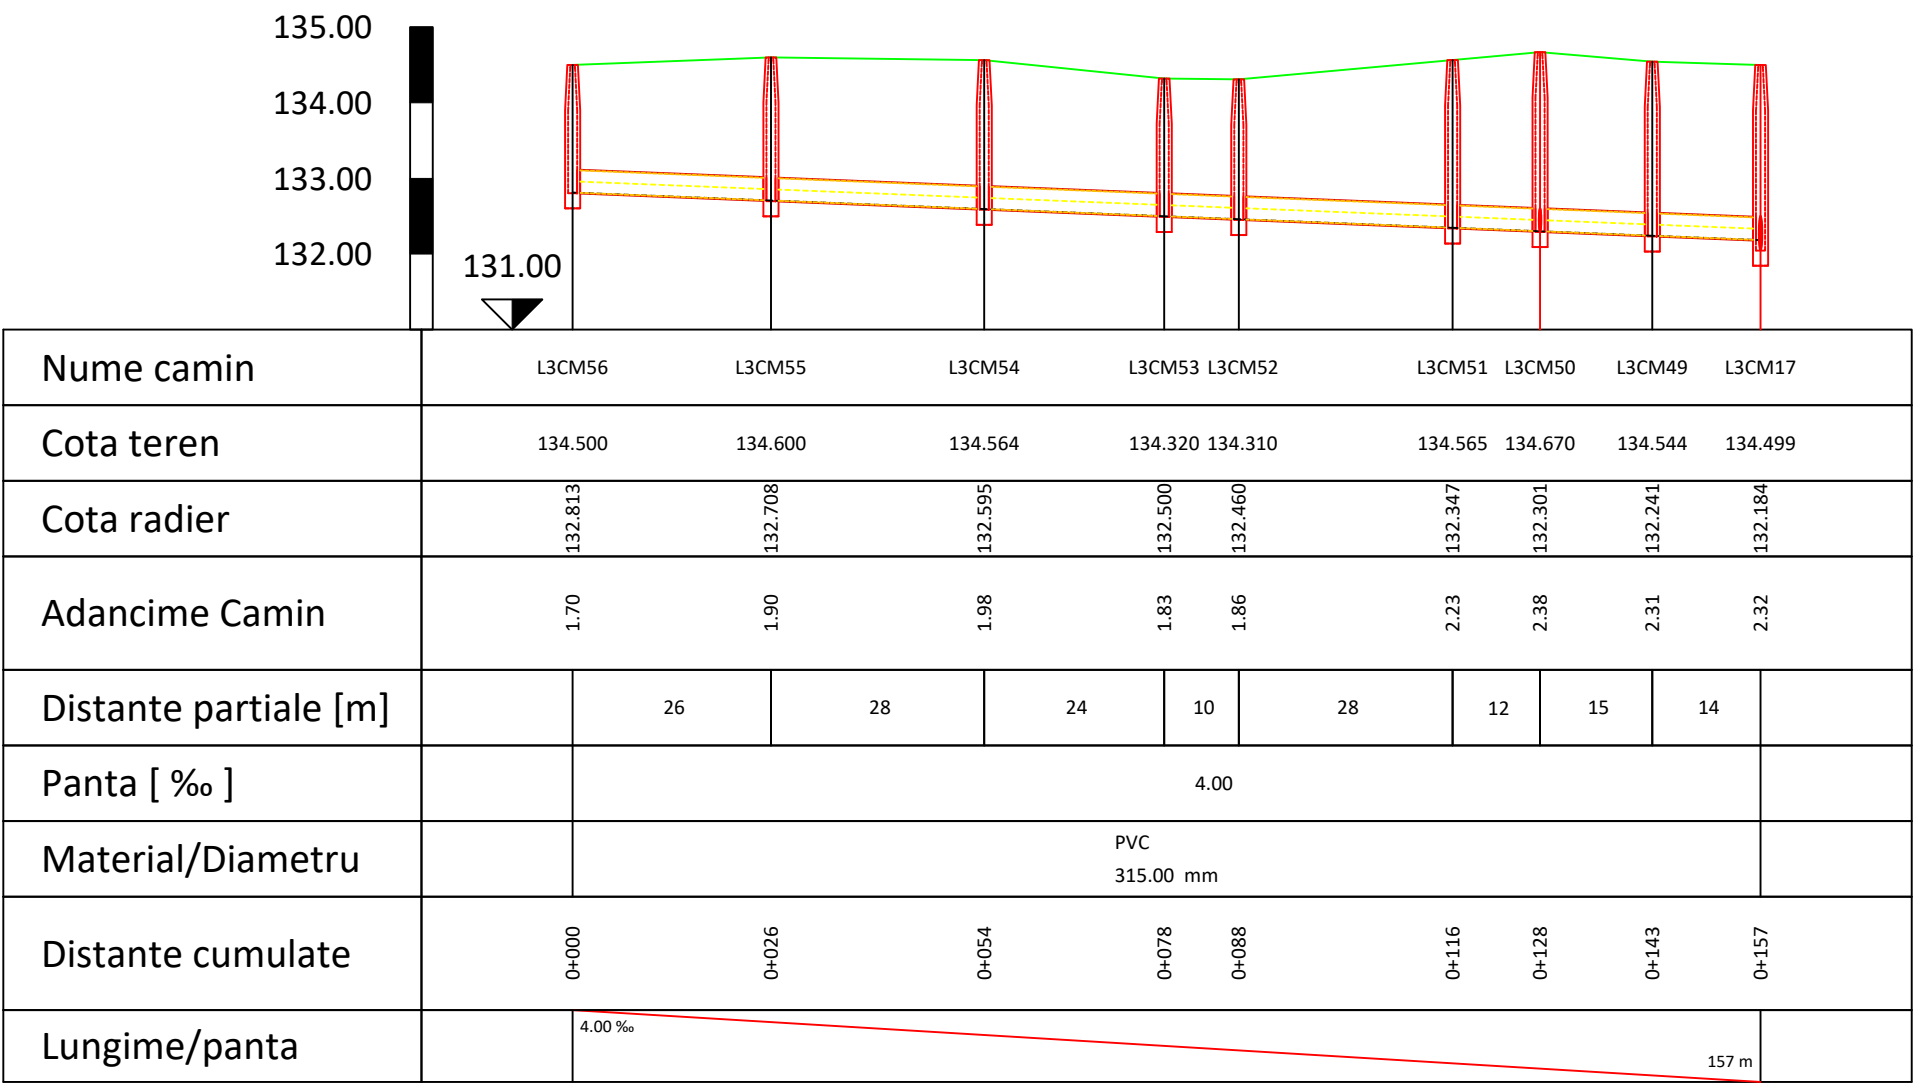 135.00
134.00
133.00
132.00
131.00
Nume camin L3CM56 L3CM55 L3CM54 L3CM53 L3CM52 L3CM51 L3CM50 L3CM49 L3CM17
Cota teren 134.500 134.600 134.564 134.320 134.310 134.565 134.670 134.544 134.499
Cota radier 132.813 132.708 132.595 132.500 132.460 132.347 132.301 132.241 132.184
Adancime Camin 1.70 1.90 1.98 1.83 1.86 2.23 2.38 2.31 2.32
Distante partiale [m] 26 28 24 10 28 12 15 14
Panta [ ‰ ] 4.00
Material/Diametru PVC
315.00 mm
Distante cumulate 0+000 0+026 0+054 0+078 0+088 0+116 0+128 0+143 0+157
Lungime/panta 4.00 ‰ 157 m